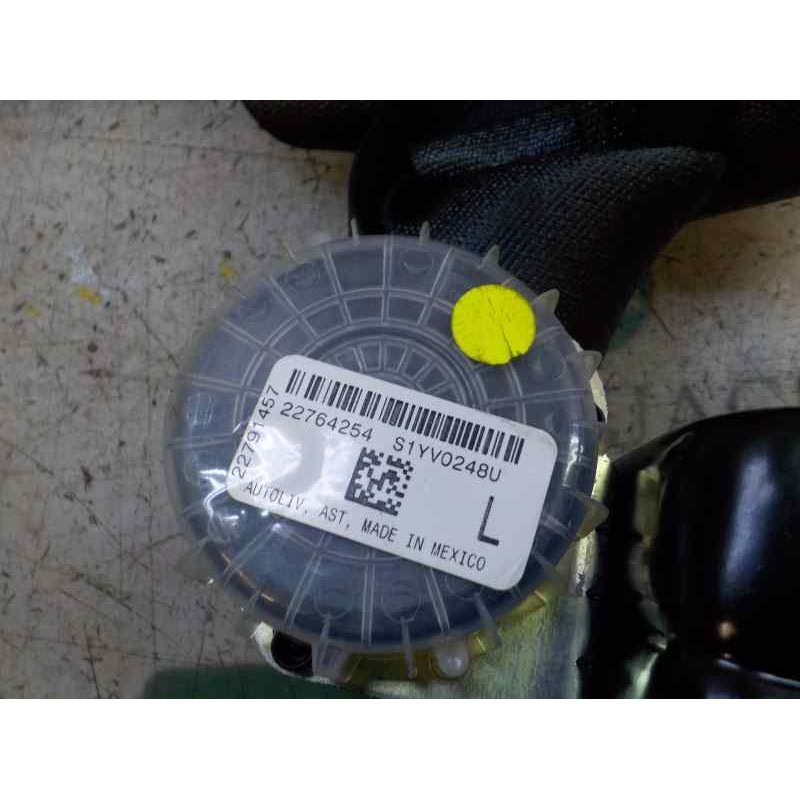 22791457
22764254 S1YV0248U
L
AUTOLIV, AST, MADE IN MEXICO